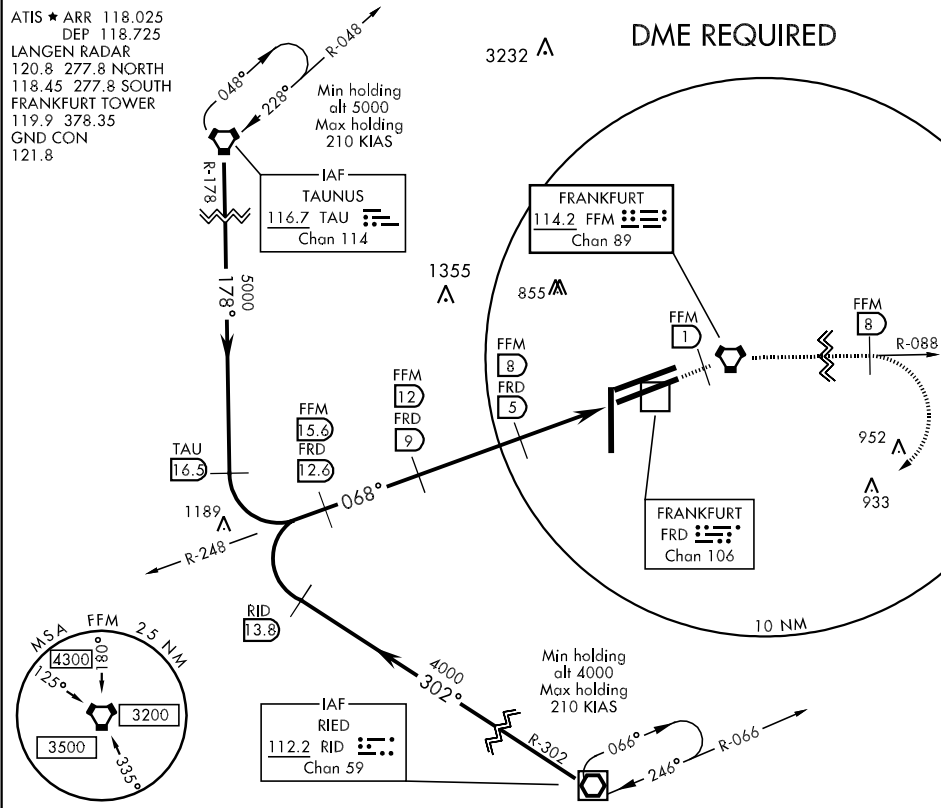 ATIS ★ ARR 118.025
DEP 118.725
LANGEN RADAR
120.8 277.8 NORTH
118.45 277.8 SOUTH
FRANKFURT TOWER
119.9 378.35
GND CON
121.8
DME REQUIRED
3232
R-048
048°
228°
Min holding
alt 5000
Max holding
210 KIAS
R-178
IAF
TAUNUS
116.7 TAU
Chan 114
FRANKFURT
114.2 FFM
Chan 89
5000
178°
1355
855
FFM
1
FFM
8
R-088
FFM
8
FRD
5
FFM
12
FRD
9
FFM
15.6
FRD
12.6
TAU
16.5
068°
952
933
1189
R-248
FRANKFURT
FRD
Chan 106
RID
13.8
10 NM
MSA FFM 25 NM
4300
180°
125°
3200
3500
335°
4000
302°
Min holding
alt 4000
Max holding
210 KIAS
IAF
RIED
112.2 RID
Chan 59
R-302
066°
246°
R-066